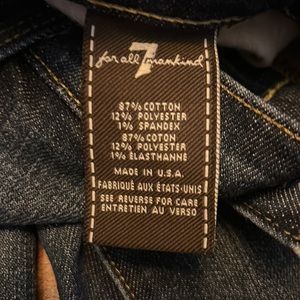 for all 7 mankind
87% COTTON
12% POLYESTER
1% SPANDEX
87% COTON
12% POLYESTER
1% ÉLASTHANNE
MADE IN U.S.A.
FABRIQUÉ AUX ÉTATS-UNIS
SEE REVERSE FOR CARE
ENTRETIEN AU VERSO